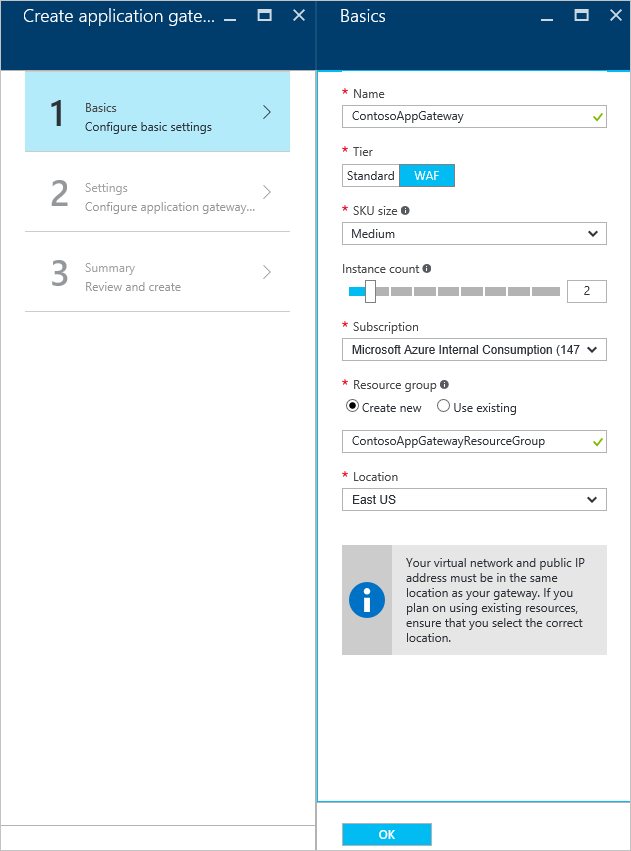 Create application gate...
1
Basics
Configure basic settings
2
Settings
Configure application gateway...
3
Summary
Review and create
Basics
* Name
ContosoAppGateway
* Tier
Standard WAF
* SKU size
Medium
Instance count
2
* Subscription
Microsoft Azure Internal Consumption (147
* Resource group
Create new Use existing
ContosoAppGatewayResourceGroup
* Location
East US
Your virtual network and public IP
address must be in the same
location as your gateway. If you
plan on using existing resources,
ensure that you select the correct
location.
OK